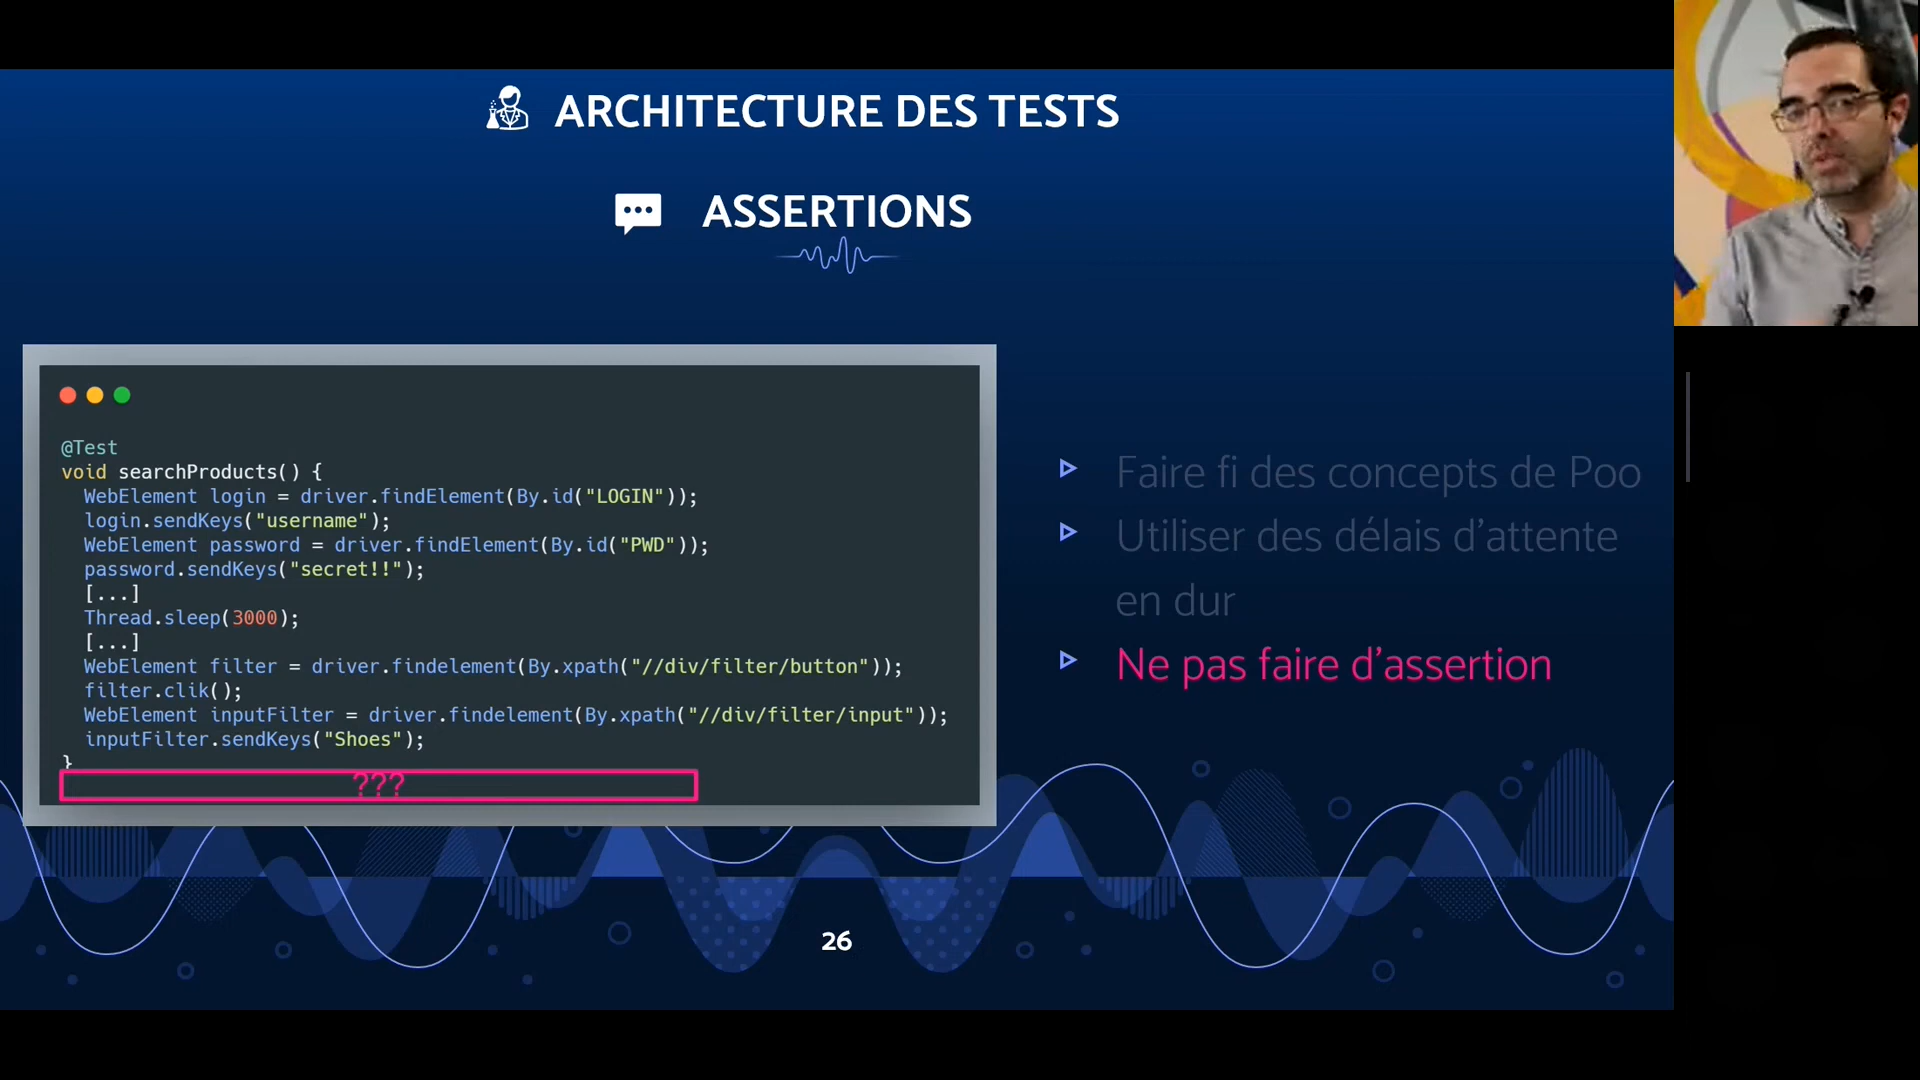 ARCHITECTURE DES TESTS
ASSERTIONS
@Test
void searchProducts() {
WebElement login = driver.findElement(By.id("LOGIN"));
login.sendKeys("username");
WebElement password = driver.findElement(By.id("PWD"));
password.sendKeys("secret!!");
[...]
Thread.sleep(3000);
[...]
WebElement filter = driver.findelement(By.xpath("//div/filter/button"));
filter.clik();
WebElement inputFilter = driver.findelement(By.xpath("//div/filter/input"));
inputFilter.sendKeys("Shoes");
}
???
Faire fi des concepts de Poo
Utiliser des délais d’attente
en dur
Ne pas faire d’assertion
26